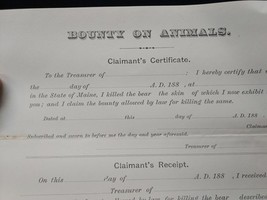 BOUNTY ON ANIMALS.
Claimant's Certificate.
To the Treasurer of I hereby certify that
the day of A. D. 188 , at
in the State of Maine, I killed the bear the skin of which I now exhibit
you; and I claim the bounty allowed by law for killing the same.
Dated at this day of A. D. 188
Subscribed and sworn to before me the day and year aforesaid.
Treasurer of
Claimant's Receipt.
On this day of A. D. 188 , I received
Treasurer of
allowed by law for killing the bear